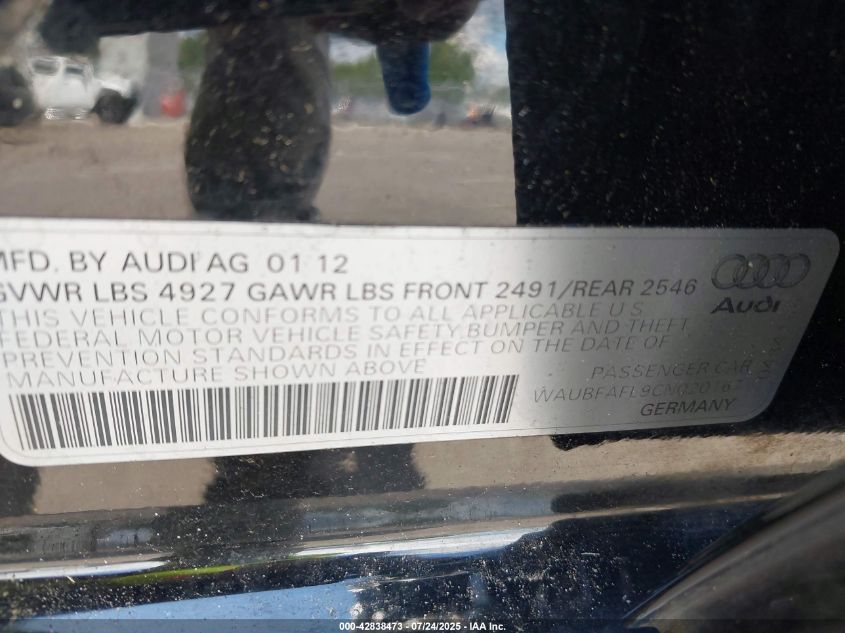 MFD. BY AUDI AG 01 12
GVWR LBS 4927 GAWR LBS FRONT 2491/REAR 2546
THIS VEHICLE CONFORMS TO ALL APPLICABLE U S
FEDERAL MOTOR VEHICLE SAFETY, BUMPER AND THEFT
PREVENTION STANDARDS IN EFFECT ON THE DATE OF
MANUFACTURE SHOWN ABOVE
PASSENGER CAR
GERMANY
Audi
000-42838473 - 07/24/2025 - IAA Inc.